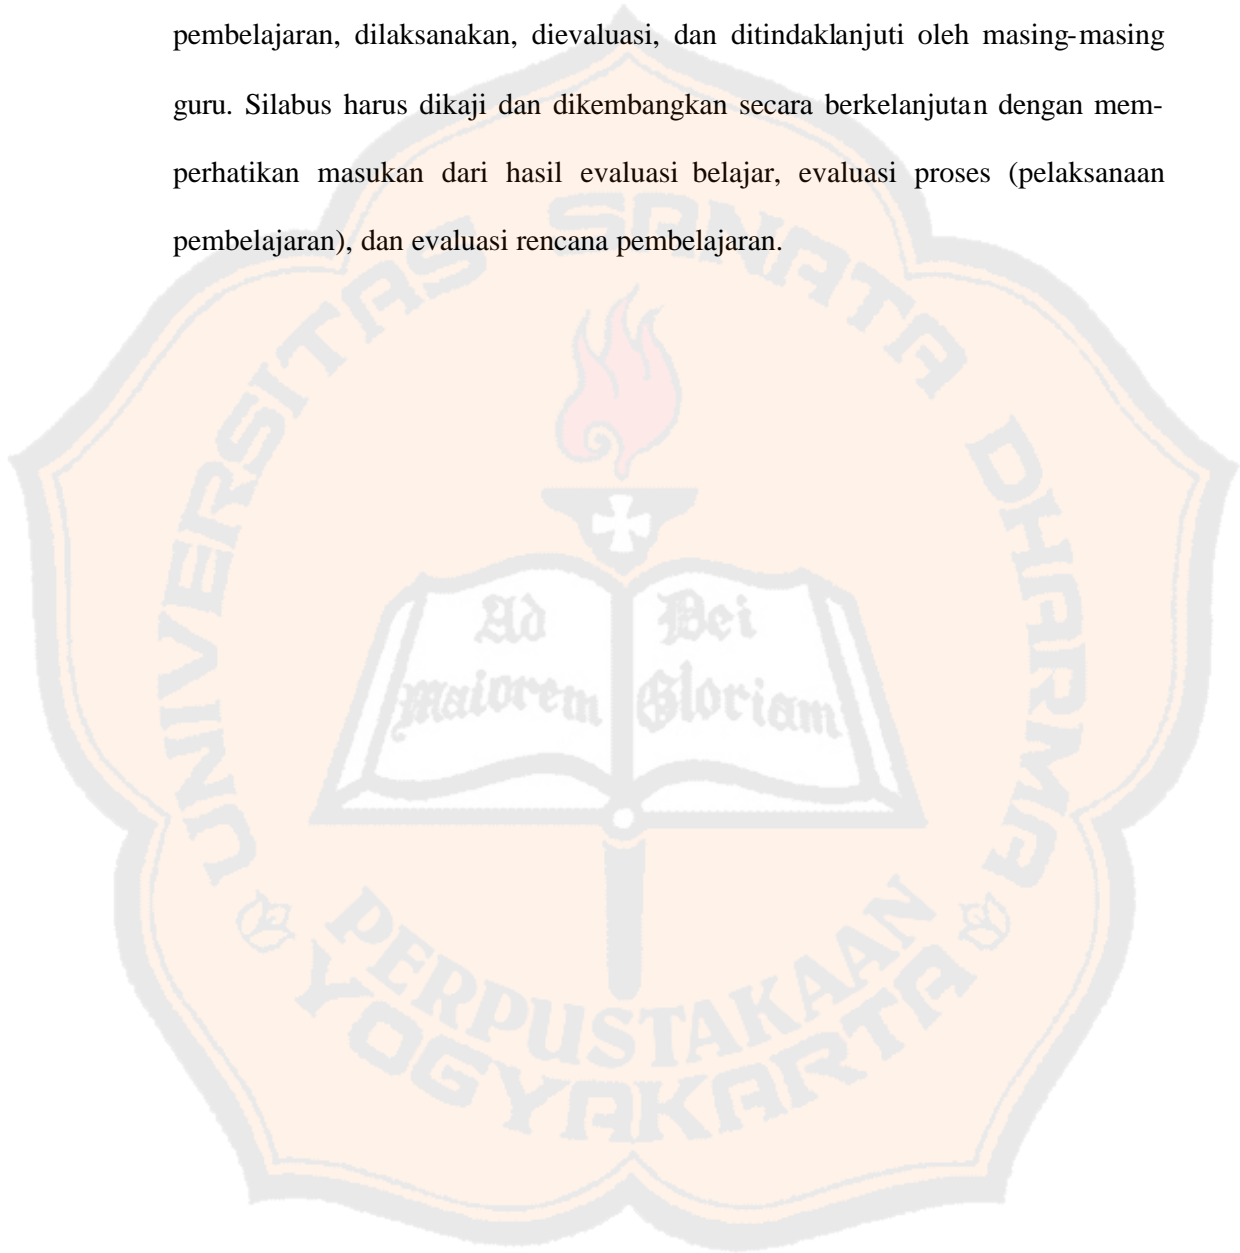 pembelajaran, dilaksanakan, dievaluasi, dan ditindaklanjuti oleh masing-masing
guru. Silabus harus dikaji dan dikembangkan secara berkelanjutan dengan mem-
perhatikan masukan dari hasil evaluasi belajar, evaluasi proses (pelaksanaan
pembelajaran), dan evaluasi rencana pembelajaran.
UNIVERSITAS SANATA DHARMA
Ad Dei
Maiorem Gloriam
PERPUSTAKAAN
YOGYAKARTA